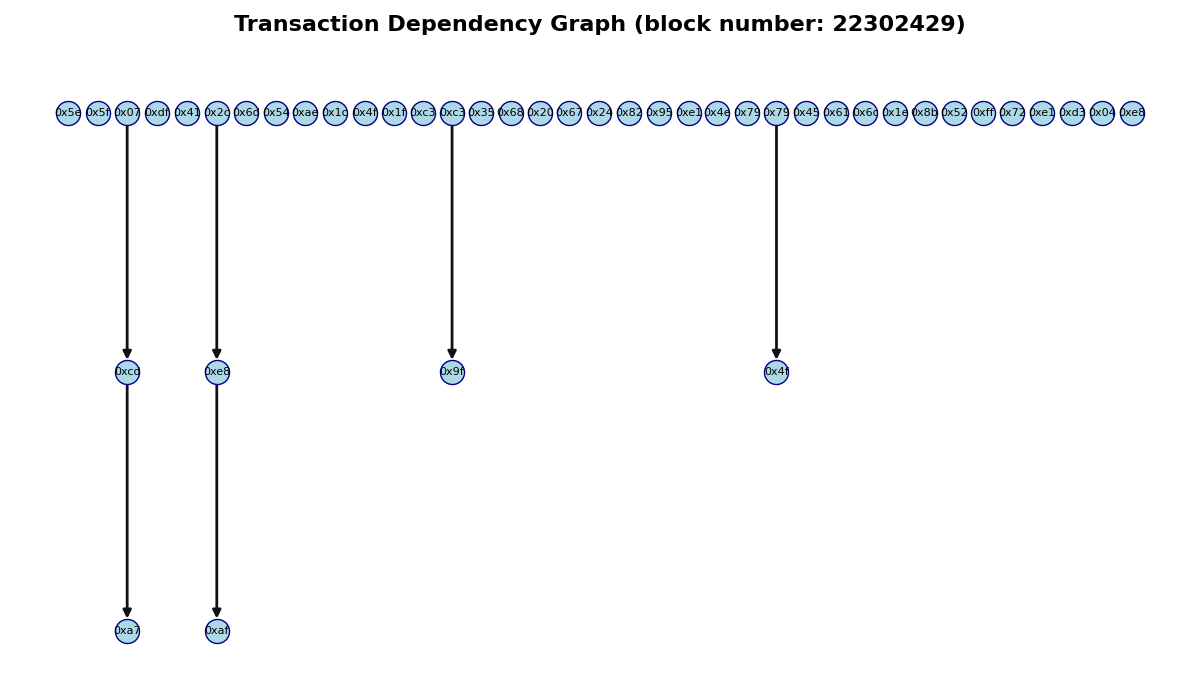 Transaction Dependency Graph (block number: 22302429)
0x5e 0x5f 0x07 0xdf 0x41 0x2c 0x6d 0x54 0xae 0x1c 0x4f 0x1f 0xc3 0xc3 0x35 0x68 0x20 0x67 0x24 0x82 0x95 0xe1 0x4e 0x79 0x79 0x45 0x61 0x6c 0x1e 0x8b 0x52 0xff 0x72 0xe1 0xd3 0x04 0xe8
0xcd 0xe8 0x9f 0x4f
0xa7 0xaf